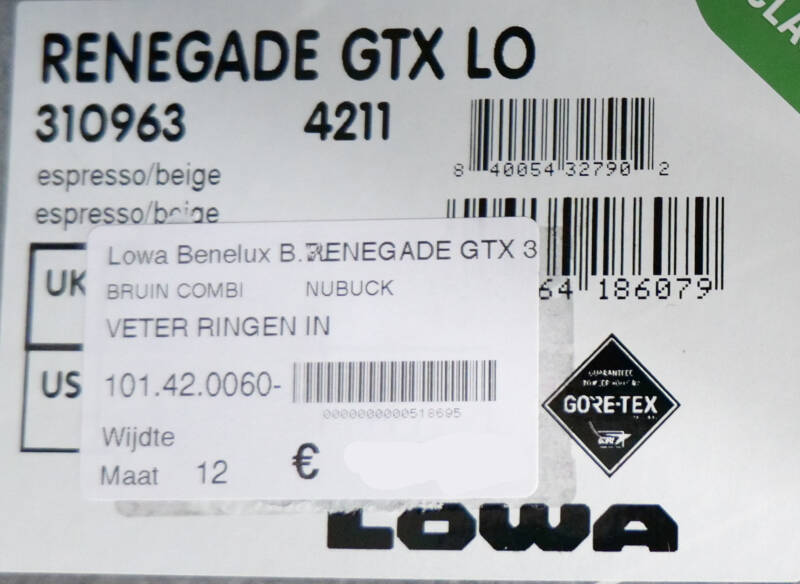 CLA
RENEGADE GTX LO
310963 4211
8 40054 32790 2
espresso/beige
espresso/beige
64 186079
UK
US
Lowa Benelux B. RENEGADE GTX 3
BRUIN COMBI NUBUCK
VETER RINGEN IN
101.42.0060-
0000000000518695
Wijdte
Maat 12 €
GUARANTEED
GORE-TEX
LOWA